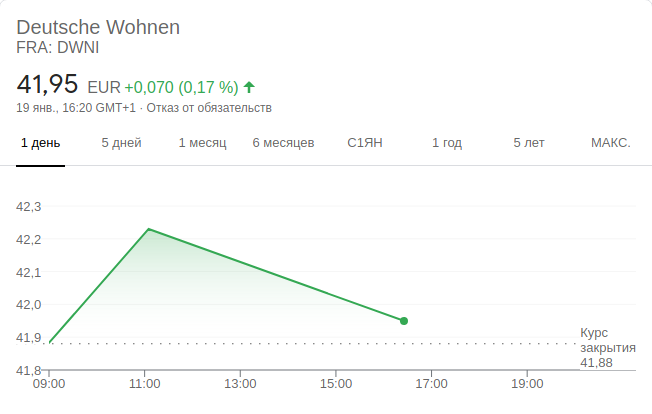 Deutsche Wohnen
FRA: DWNI
41,95 EUR +0,070 (0,17 %)
19 янв., 16:20 GMT+1 · Отказ от обязательств
1 день 5 дней 1 месяц 6 месяцев С1ЯН 1 год 5 лет МАКС.
42,3
42,2
42,1
42,0
41,9
Курс
закрытия
41,88
41,8
09:00 11:00 13:00 15:00 17:00 19:00